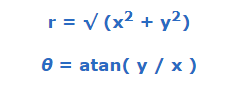 r = √ (x² + y²)
θ = atan( y / x )